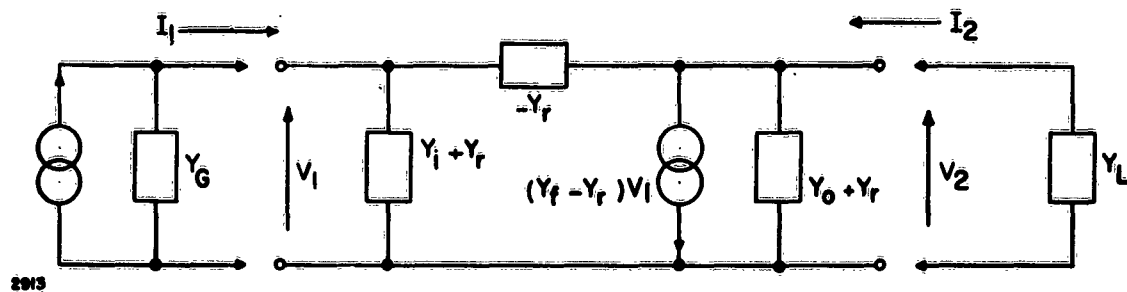 I1
I2
-Yr
YG
V1
Yi + Yr
(Yf - Yr) V1
Yo + Yr
V2
YL
2913